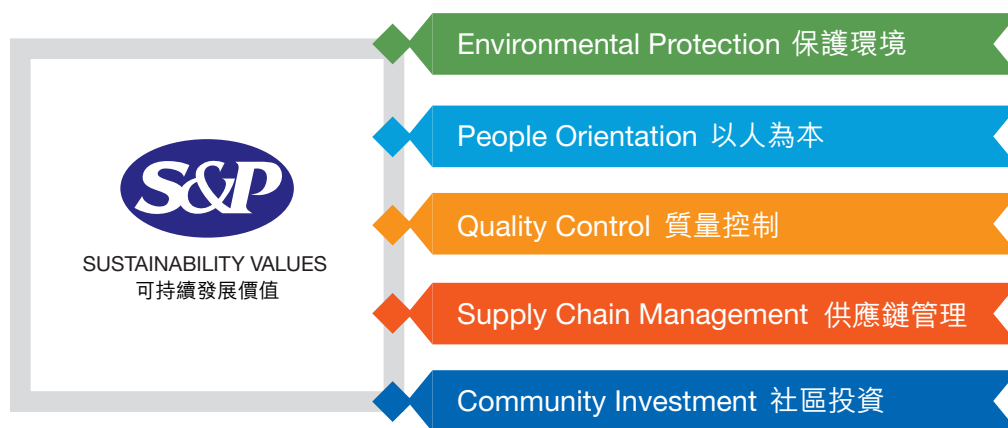 S&P
SUSTAINABILITY VALUES
可持續發展價值
Environmental Protection 保護環境
People Orientation 以人為本
Quality Control 質量控制
Supply Chain Management 供應鏈管理
Community Investment 社區投資